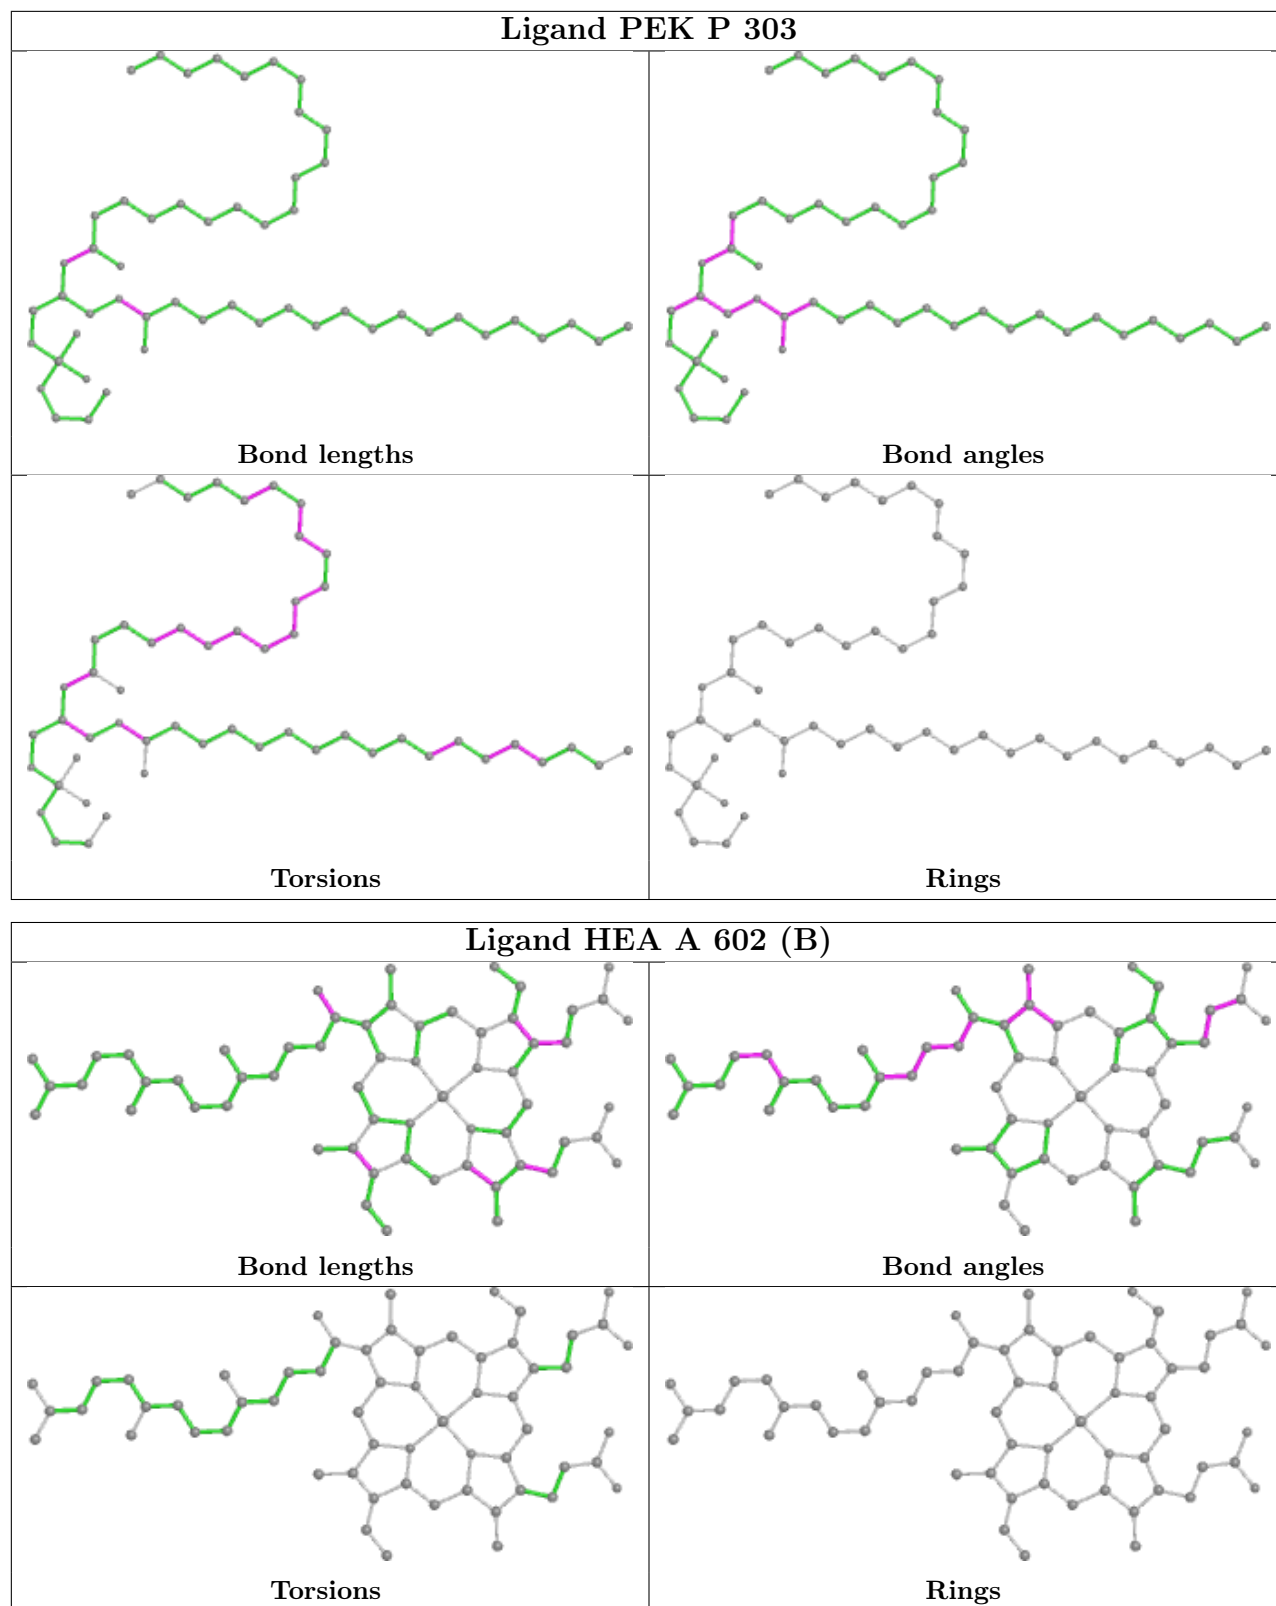 Ligand PEK P 303
Bond lengths
Bond angles
Torsions
Rings
Ligand HEA A 602 (B)
Bond lengths
Bond angles
Torsions
Rings